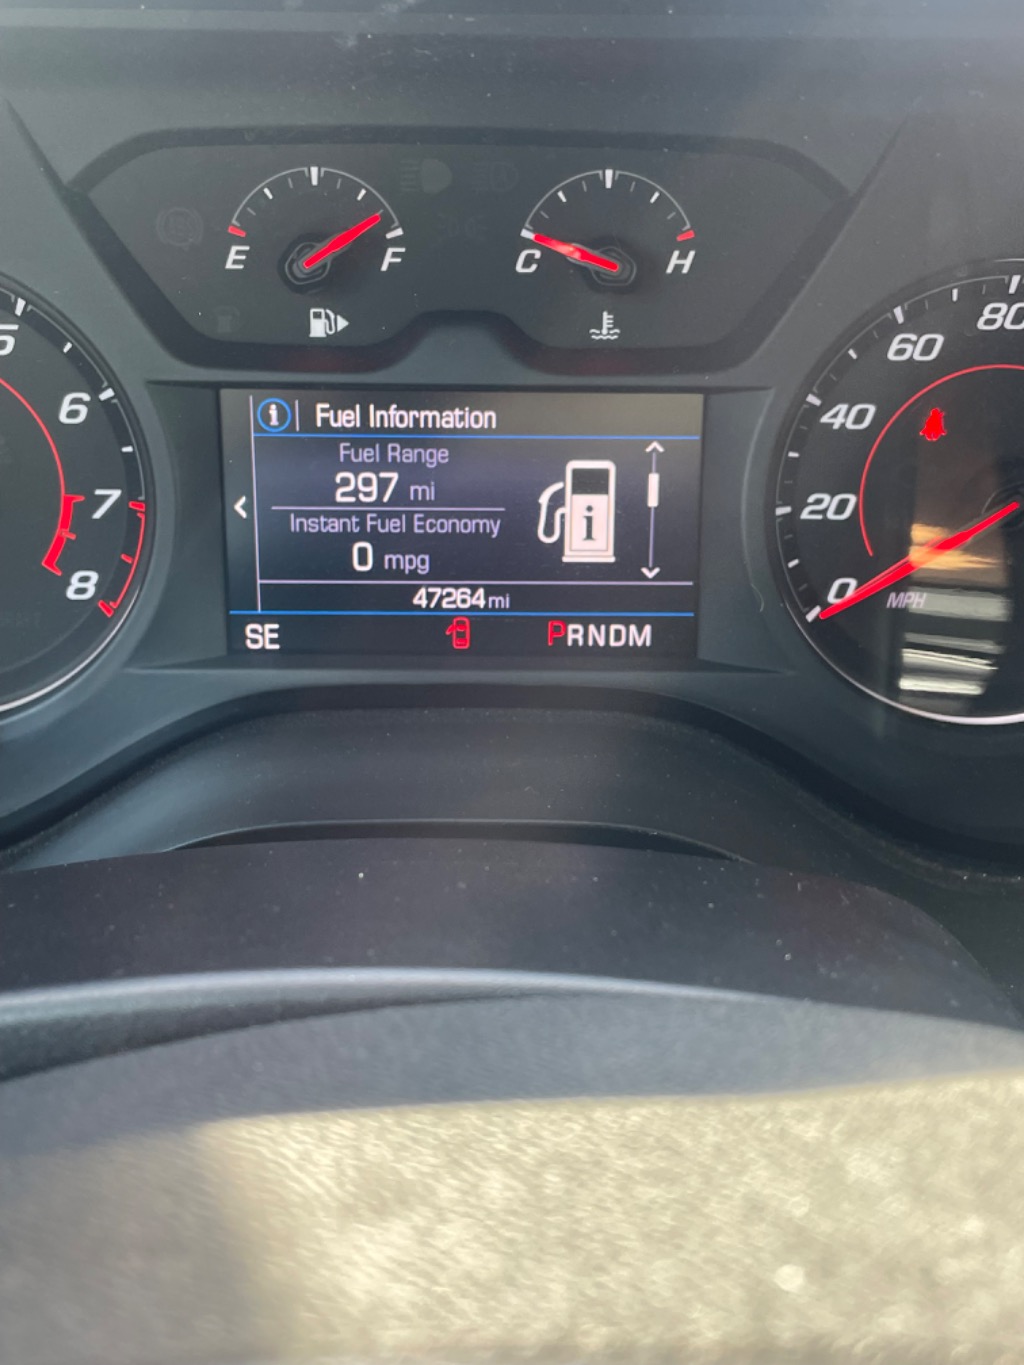 E F C H
5 6 7 8
80
60
40
20
0 MPH
i Fuel Information
Fuel Range
297 mi
Instant Fuel Economy
0 mpg
i
47264 mi
SE PRNDM